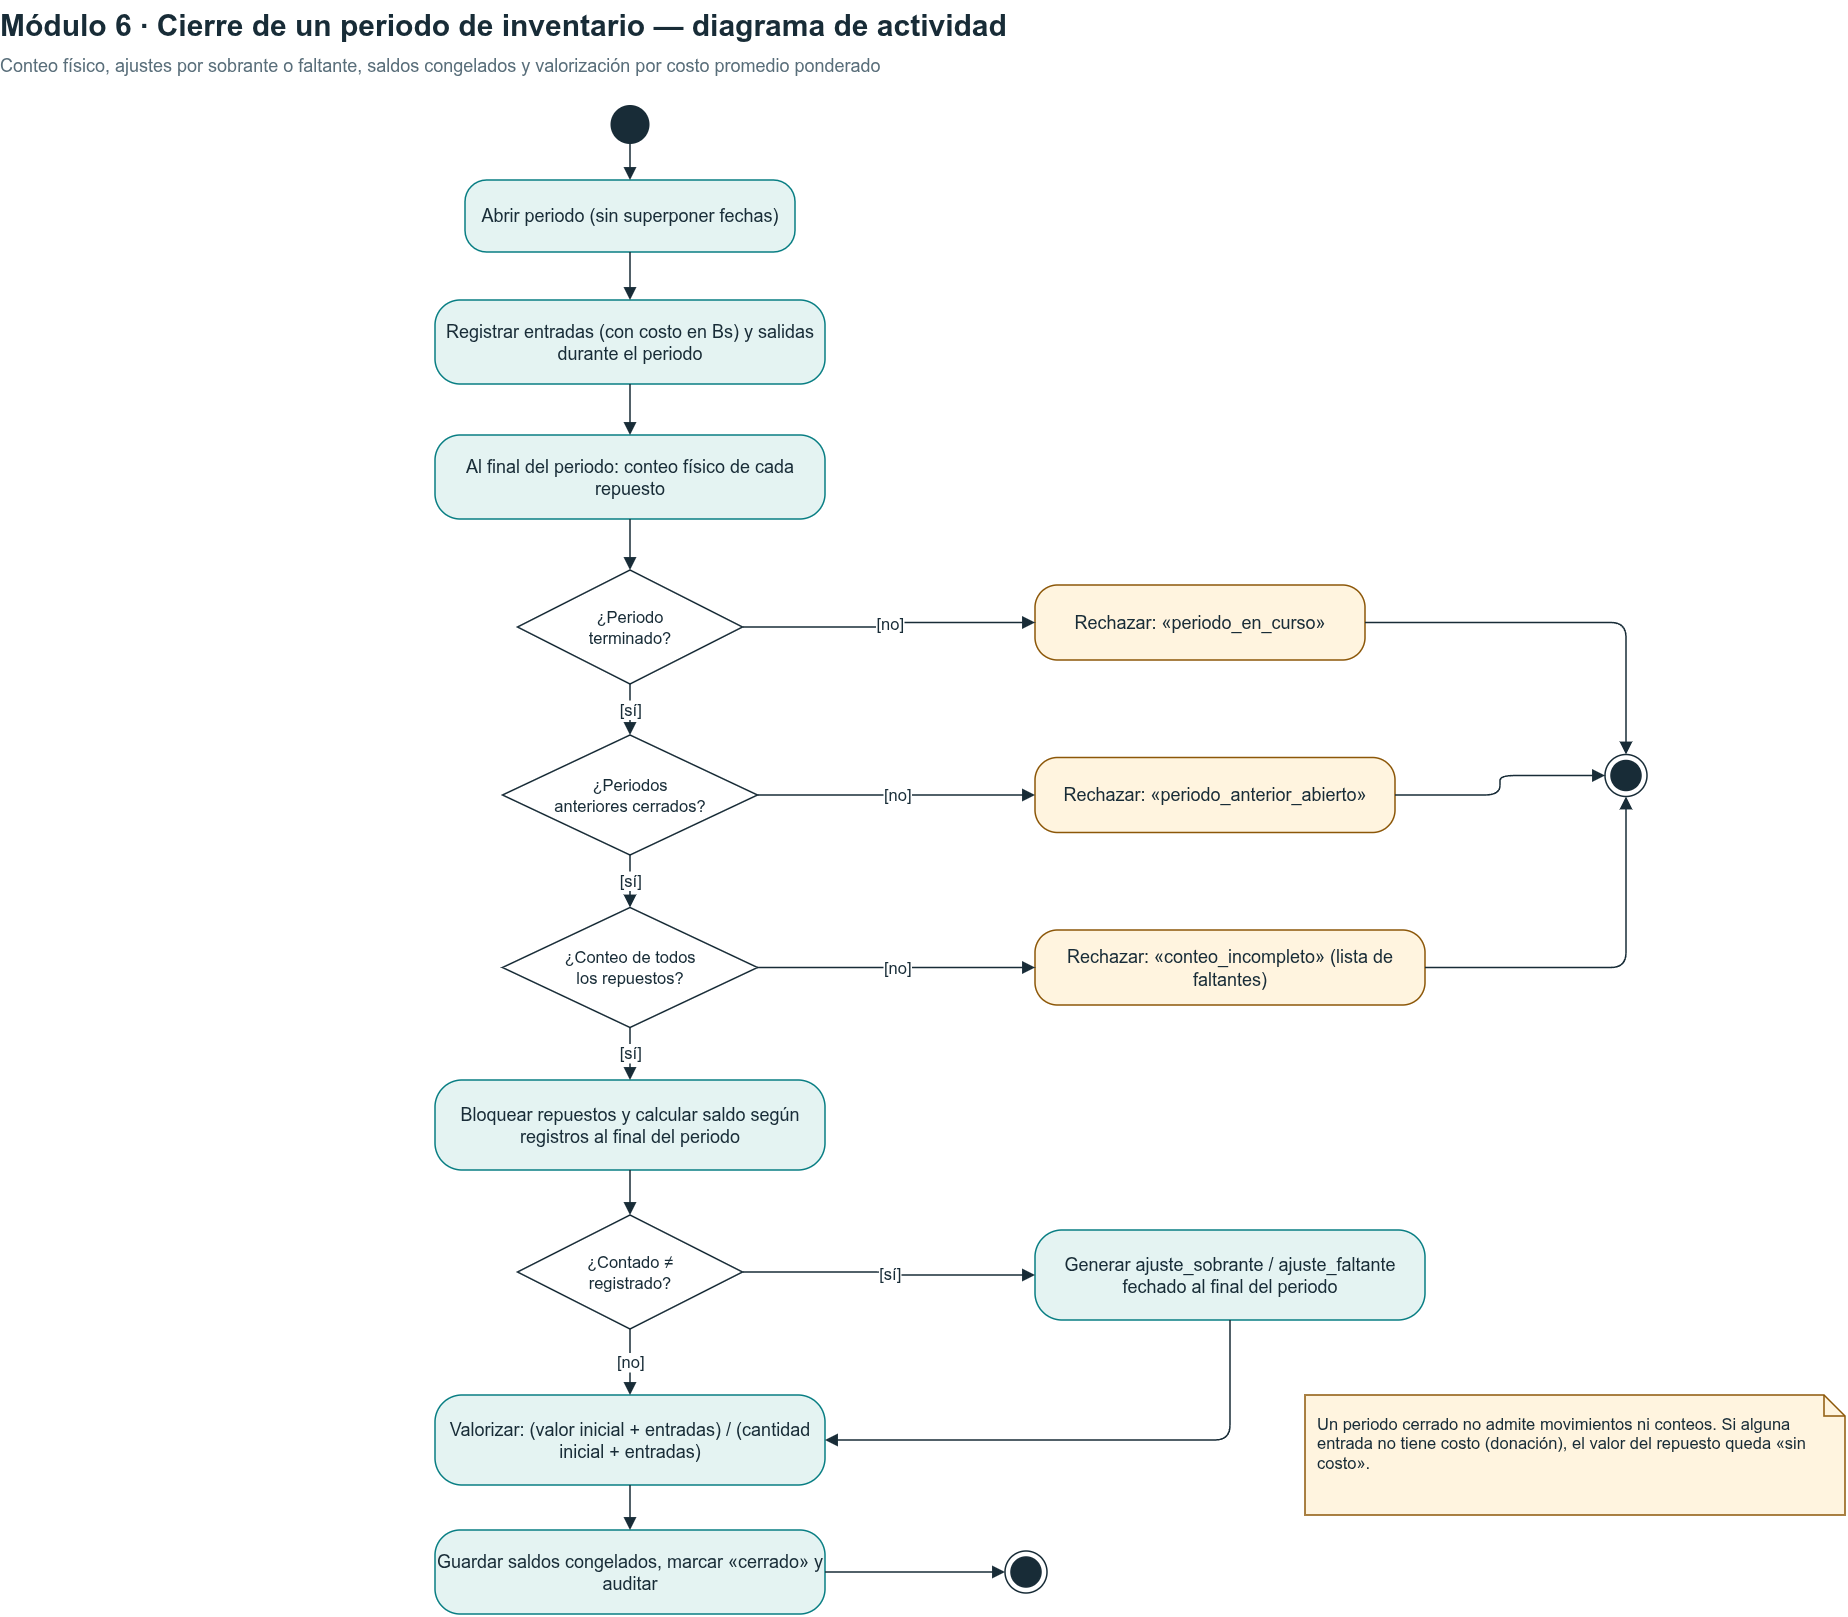 Módulo 6 · Cierre de un periodo de inventario — diagrama de actividad
Conteo físico, ajustes por sobrante o faltante, saldos congelados y valorización por costo promedio ponderado
Abrir periodo (sin superponer fechas)
Registrar entradas (con costo en Bs) y salidas
durante el periodo
Al final del periodo: conteo físico de cada
repuesto
¿Periodo
terminado?
[no]
Rechazar: «periodo_en_curso»
[sí]
¿Periodos
anteriores cerrados?
[no]
Rechazar: «periodo_anterior_abierto»
[sí]
¿Conteo de todos
los repuestos?
[no]
Rechazar: «conteo_incompleto» (lista de
faltantes)
[sí]
Bloquear repuestos y calcular saldo según
registros al final del periodo
¿Contado ≠
registrado?
[sí]
Generar ajuste_sobrante / ajuste_faltante
fechado al final del periodo
[no]
Valorizar: (valor inicial + entradas) / (cantidad
inicial + entradas)
Un periodo cerrado no admite movimientos ni conteos. Si alguna
entrada no tiene costo (donación), el valor del repuesto queda «sin
costo».
Guardar saldos congelados, marcar «cerrado» y
auditar